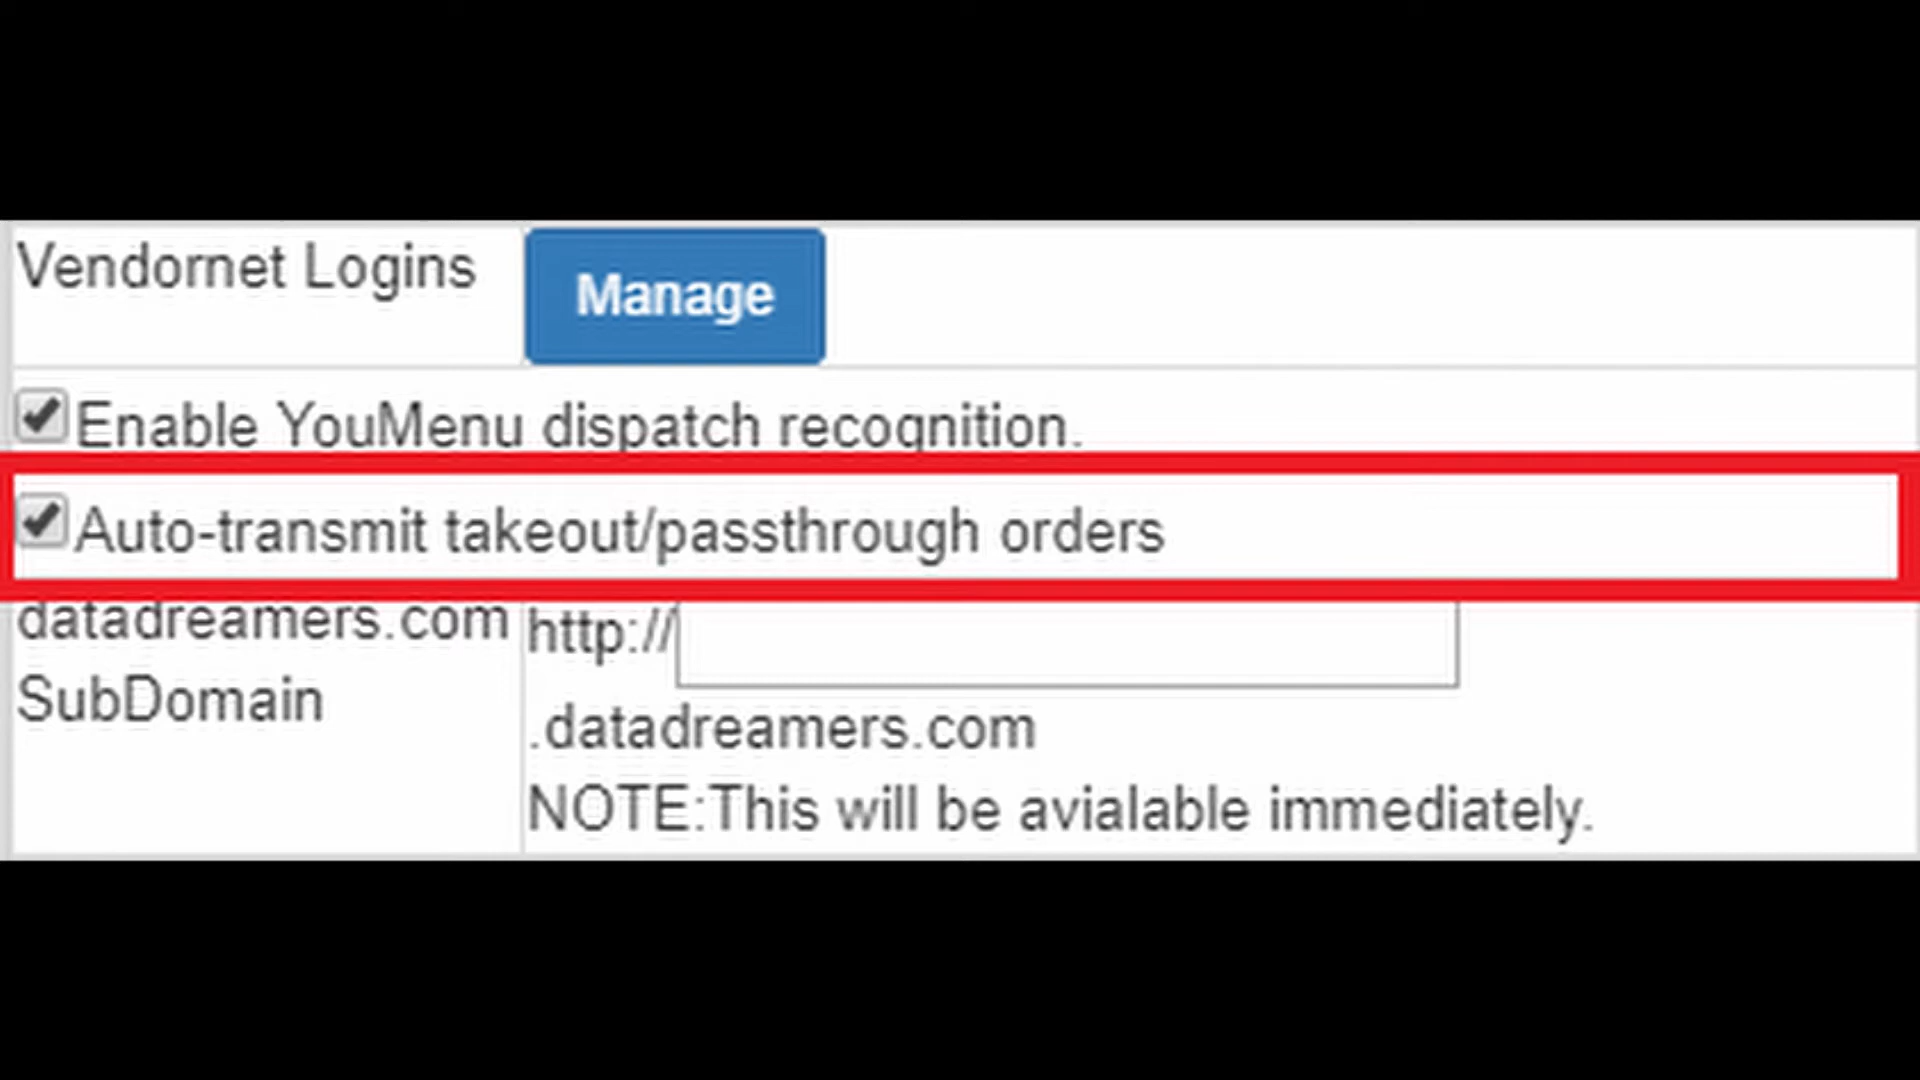 Vendornet Logins
Manage
Enable YouMenu dispatch recognition.
Auto-transmit takeout/passthrough orders
datadreamers.com
SubDomain
http://
.datadreamers.com
NOTE:This will be avialable immediately.